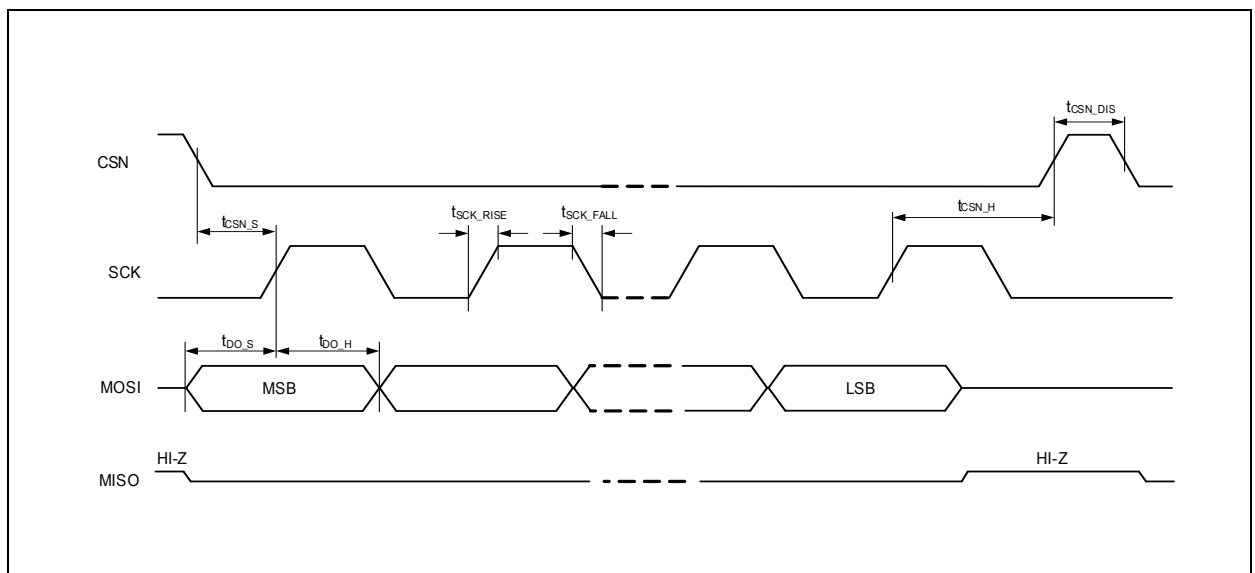 tCSN_DIS
CSN
tCSN_S
tSCK_RISE
tSCK_FALL
tCSN_H
SCK
tDO_S
tDO_H
MOSI
MSB
LSB
HI-Z
HI-Z
MISO